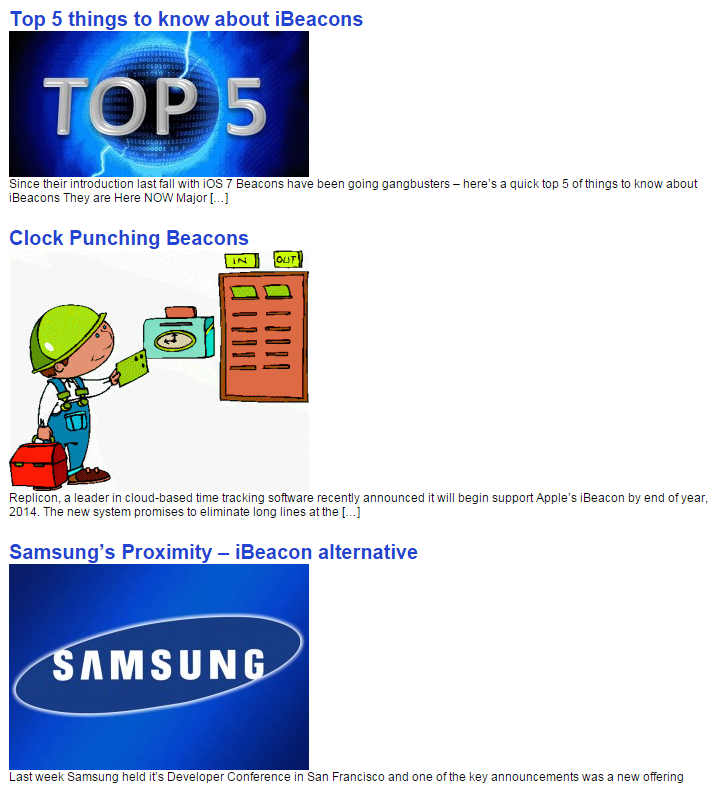 Top 5 things to know about iBeacons
TOP 5
Since their introduction last fall with iOS 7 Beacons have been going gangbusters – here’s a quick top 5 of things to know about
iBeacons They are Here NOW Major […]
Clock Punching Beacons
IN OUT
Replicon, a leader in cloud-based time tracking software recently announced it will begin support Apple’s iBeacon by end of year,
2014. The new system promises to eliminate long lines at the […]
Samsung’s Proximity – iBeacon alternative
SAMSUNG
Last week Samsung held it’s Developer Conference in San Francisco and one of the key announcements was a new offering